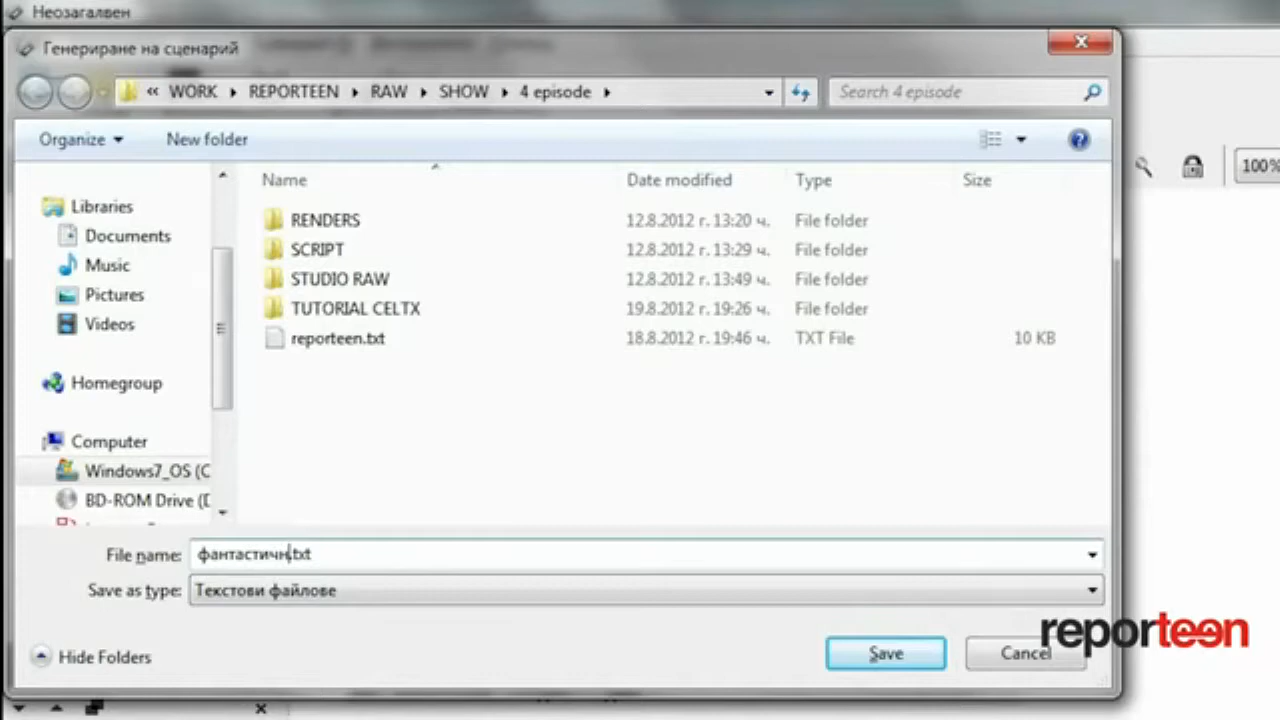 Неозагалвен
Генериране на сценарий
« WORK REPORTEEN RAW SHOW 4 episode
Search 4 episode
Organize New folder
Name Date modified Type Size
Libraries
Documents
Music
Pictures
Videos
Homegroup
Computer
Windows7_OS (C
BD-ROM Drive (D
RENDERS 12.8.2012 г. 13:20 ч. File folder
SCRIPT 12.8.2012 г. 13:29 ч. File folder
STUDIO RAW 12.8.2012 г. 13:49 ч. File folder
TUTORIAL CELTX 19.8.2012 г. 19:26 ч. File folder
reporteen.txt 18.8.2012 г. 19:46 ч. TXT File 10 KB
100%
File name: фантастичн.txt
Save as type: Текстови файлове
Hide Folders
Save Cancel
reporteen